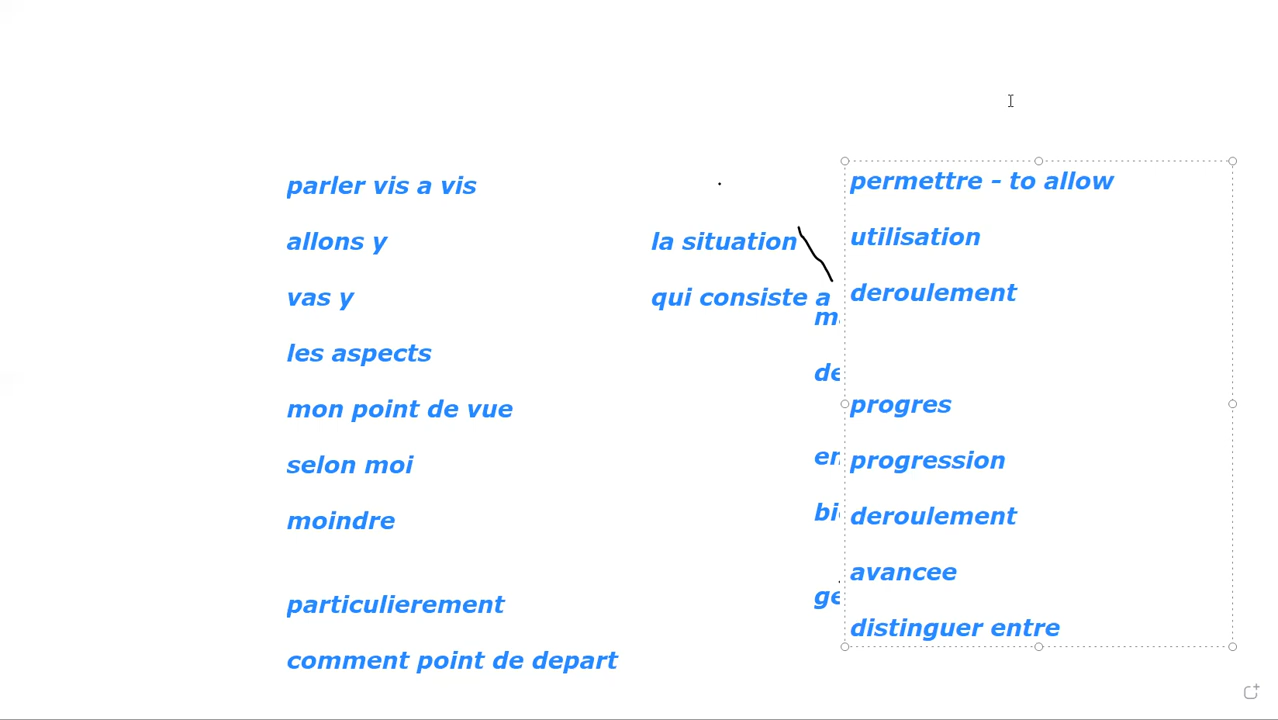 parler vis a vis
allons y
vas y
les aspects
mon point de vue
selon moi
moindre
particulierement
comment point de depart
la situation
qui consiste a
permettre - to allow
utilisation
deroulement
progres
progression
deroulement
avancee
distinguer entre